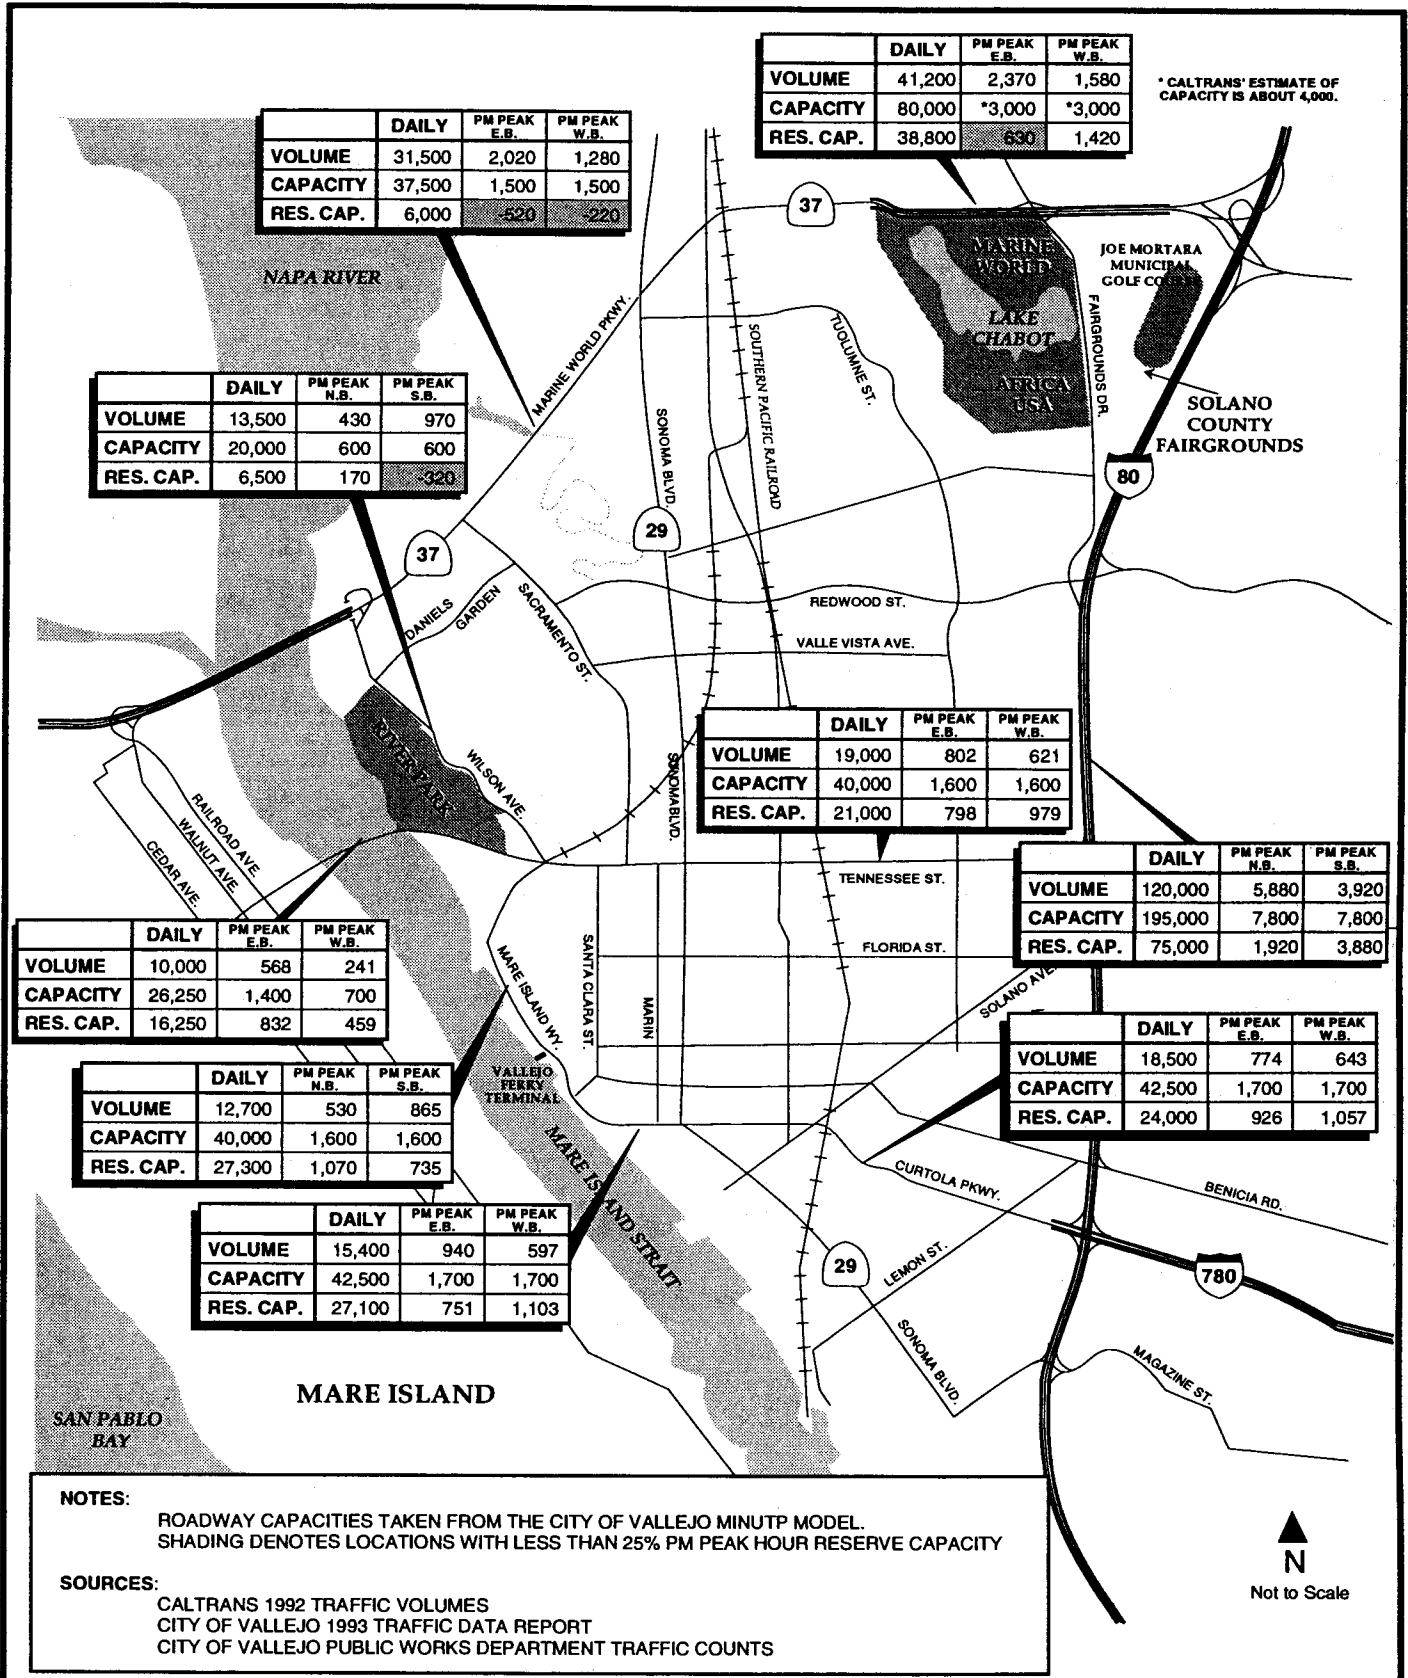 DAILY PM PEAK E.B. PM PEAK W.B.
VOLUME 41,200 2,370 1,580
CAPACITY 80,000 *3,000 *3,000
RES. CAP. 38,800 630 1,420
* CALTRANS' ESTIMATE OF
CAPACITY IS ABOUT 4,000.
DAILY PM PEAK E.B. PM PEAK W.B.
VOLUME 31,500 2,020 1,280
CAPACITY 37,500 1,500 1,500
RES. CAP. 6,000 -520 -220
37
MARINE
WORLD
LAKE
CHABOT
AFRICA
USA
JOE MORTARA
MUNICIPAL
GOLF COURSE
NAPA RIVER
MARINE WORLD PKWY.
SOUTHERN PACIFIC RAILROAD
TUOLUMNE ST.
FAIRGROUNDS DR.
SOLANO
COUNTY
FAIRGROUNDS
DAILY PM PEAK N.B. PM PEAK S.B.
VOLUME 13,500 430 970
CAPACITY 20,000 600 600
RES. CAP. 6,500 170 -320
SONOMA BLVD.
80
29
37
DANIELS
GARDEN
SACRAMENTO ST.
REDWOOD ST.
VALLE VISTA AVE.
RIVER PARK
WILSON AVE.
SONOMA BLVD.
DAILY PM PEAK E.B. PM PEAK W.B.
VOLUME 19,000 802 621
CAPACITY 40,000 1,600 1,600
RES. CAP. 21,000 798 979
RAILROAD AVE.
WALNUT AVE.
CEDAR AVE.
TENNESSEE ST.
DAILY PM PEAK N.B. PM PEAK S.B.
VOLUME 120,000 5,880 3,920
CAPACITY 195,000 7,800 7,800
RES. CAP. 75,000 1,920 3,880
DAILY PM PEAK E.B. PM PEAK W.B.
VOLUME 10,000 568 241
CAPACITY 26,250 1,400 700
RES. CAP. 16,250 832 459
MARE ISLAND WY.
SANTA CLARA ST.
MARIN
FLORIDA ST.
SOLANO AVE.
DAILY PM PEAK E.B. PM PEAK W.B.
VOLUME 18,500 774 643
CAPACITY 42,500 1,700 1,700
RES. CAP. 24,000 926 1,057
DAILY PM PEAK N.B. PM PEAK S.B.
VOLUME 12,700 530 865
CAPACITY 40,000 1,600 1,600
RES. CAP. 27,300 1,070 735
VALLEJO
FERRY
TERMINAL
MARE ISLAND STRAIT
CURTOLA PKWY.
BENICIA RD.
DAILY PM PEAK E.B. PM PEAK W.B.
VOLUME 15,400 940 597
CAPACITY 42,500 1,700 1,700
RES. CAP. 27,100 751 1,103
29
LEMON ST.
780
SONOMA BLVD.
MAGAZINE ST.
MARE ISLAND
SAN PABLO
BAY
NOTES:
ROADWAY CAPACITIES TAKEN FROM THE CITY OF VALLEJO MINUTP MODEL.
SHADING DENOTES LOCATIONS WITH LESS THAN 25% PM PEAK HOUR RESERVE CAPACITY
SOURCES:
CALTRANS 1992 TRAFFIC VOLUMES
CITY OF VALLEJO 1993 TRAFFIC DATA REPORT
CITY OF VALLEJO PUBLIC WORKS DEPARTMENT TRAFFIC COUNTS
N
Not to Scale